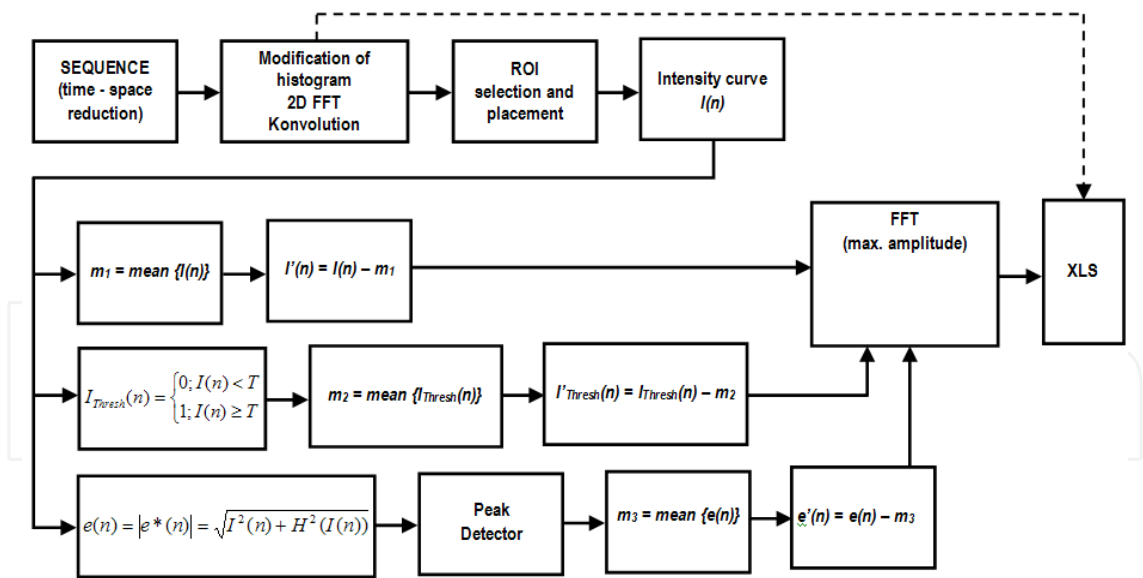 SEQUENCE
(time - space
reduction)
Modification of
histogram
2D FFT
Konvolution
ROI
selection and
placement
Intensity curve
I(n)
m₁ = mean {I(n)}
I'(n) = I(n) – m₁
FFT
(max. amplitude)
XLS
I_Thresh(n) = {0; I(n) < T
1; I(n) ≥ T
m₂ = mean {I_Thresh(n)}
I'_Thresh(n) = I_Thresh(n) – m₂
e(n) = |e*(n)| = √(I²(n) + H²(I(n)))
Peak
Detector
m₃ = mean {e(n)}
e'(n) = e(n) – m₃